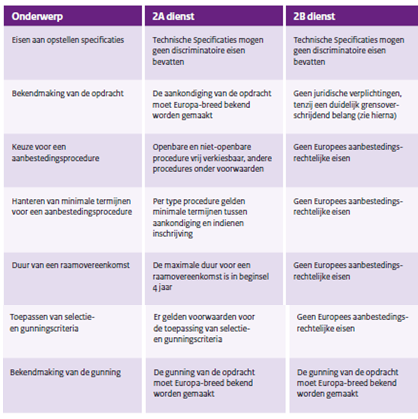 Onderwerp 2A dienst 2B dienst
Eisen aan opstellen specificaties
Technische Specificaties mogen
geen discriminatoire eisen
bevatten
Technische Specificaties mogen
geen discriminatoire eisen
bevatten
Bekendmaking van de opdracht
De aankondiging van de opdracht
moet Europa-breed bekend
worden gemaakt
Geen juridische verplichtingen,
tenzij een duidelijk grensover-
schrijdend belang (zie hierna)
Keuze voor een
aanbestedingsprocedure
Openbare en niet-openbare
procedure vrij verkiesbaar, andere
procedures onder voorwaarden
Geen Europees aanbestedings-
rechtelijke eisen
Hanteren van minimale termijnen
voor een aanbestedingsprocedure
Per type procedure gelden
minimale termijnen tussen
aankondiging en indienen
inschrijving
Geen Europees aanbestedings-
rechtelijke eisen
Duur van een raamovereenkomst
De maximale duur voor een
raamovereenkomst is in beginsel
4 jaar
Geen Europees aanbestedings-
rechtelijke eisen
Toepassen van selectie-
en gunningscriteria
Er gelden voorwaarden voor
de toepassing van selectie-
en gunningscriteria
Geen Europees aanbestedings-
rechtelijke eisen
Bekendmaking van de gunning
De gunning van de opdracht
moet Europa-breed bekend
worden gemaakt
De gunning van de opdracht
moet Europa-breed bekend
worden gemaakt